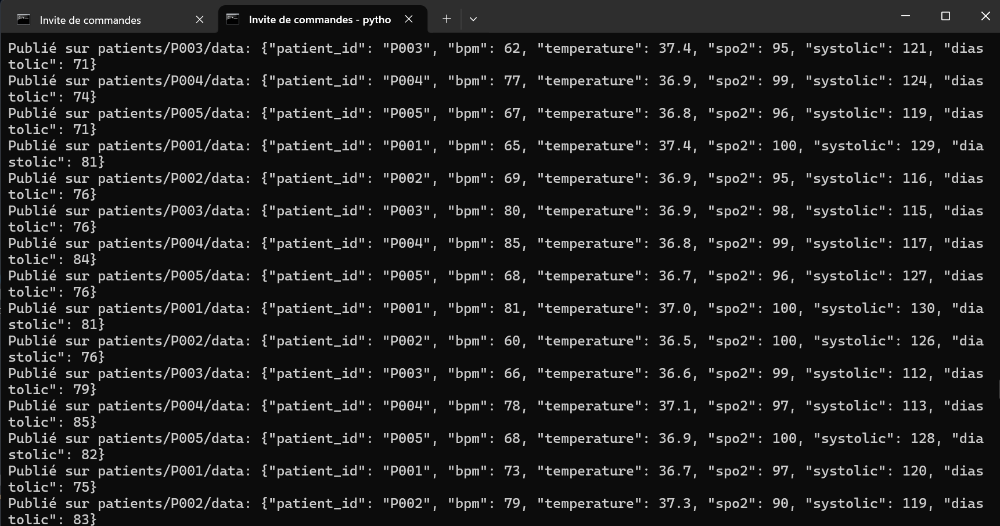 Invite de commandes
Invite de commandes - pytho
Publié sur patients/P003/data: {"patient_id": "P003", "bpm": 62, "temperature": 37.4, "spo2": 95, "systolic": 121, "dias
tolic": 71}
Publié sur patients/P004/data: {"patient_id": "P004", "bpm": 77, "temperature": 36.9, "spo2": 99, "systolic": 124, "dias
tolic": 74}
Publié sur patients/P005/data: {"patient_id": "P005", "bpm": 67, "temperature": 36.8, "spo2": 96, "systolic": 119, "dias
tolic": 71}
Publié sur patients/P001/data: {"patient_id": "P001", "bpm": 65, "temperature": 37.4, "spo2": 100, "systolic": 129, "dia
stolic": 81}
Publié sur patients/P002/data: {"patient_id": "P002", "bpm": 69, "temperature": 36.9, "spo2": 95, "systolic": 116, "dias
tolic": 76}
Publié sur patients/P003/data: {"patient_id": "P003", "bpm": 80, "temperature": 36.9, "spo2": 98, "systolic": 115, "dias
tolic": 76}
Publié sur patients/P004/data: {"patient_id": "P004", "bpm": 85, "temperature": 36.8, "spo2": 99, "systolic": 117, "dias
tolic": 84}
Publié sur patients/P005/data: {"patient_id": "P005", "bpm": 68, "temperature": 36.7, "spo2": 96, "systolic": 127, "dias
tolic": 76}
Publié sur patients/P001/data: {"patient_id": "P001", "bpm": 81, "temperature": 37.0, "spo2": 100, "systolic": 130, "dia
stolic": 81}
Publié sur patients/P002/data: {"patient_id": "P002", "bpm": 60, "temperature": 36.5, "spo2": 100, "systolic": 126, "dia
stolic": 76}
Publié sur patients/P003/data: {"patient_id": "P003", "bpm": 66, "temperature": 36.6, "spo2": 99, "systolic": 112, "dias
tolic": 79}
Publié sur patients/P004/data: {"patient_id": "P004", "bpm": 78, "temperature": 37.1, "spo2": 97, "systolic": 113, "dias
tolic": 85}
Publié sur patients/P005/data: {"patient_id": "P005", "bpm": 68, "temperature": 36.9, "spo2": 100, "systolic": 128, "dia
stolic": 82}
Publié sur patients/P001/data: {"patient_id": "P001", "bpm": 73, "temperature": 36.7, "spo2": 97, "systolic": 120, "dias
tolic": 75}
Publié sur patients/P002/data: {"patient_id": "P002", "bpm": 79, "temperature": 37.3, "spo2": 90, "systolic": 119, "dias
tolic": 83}